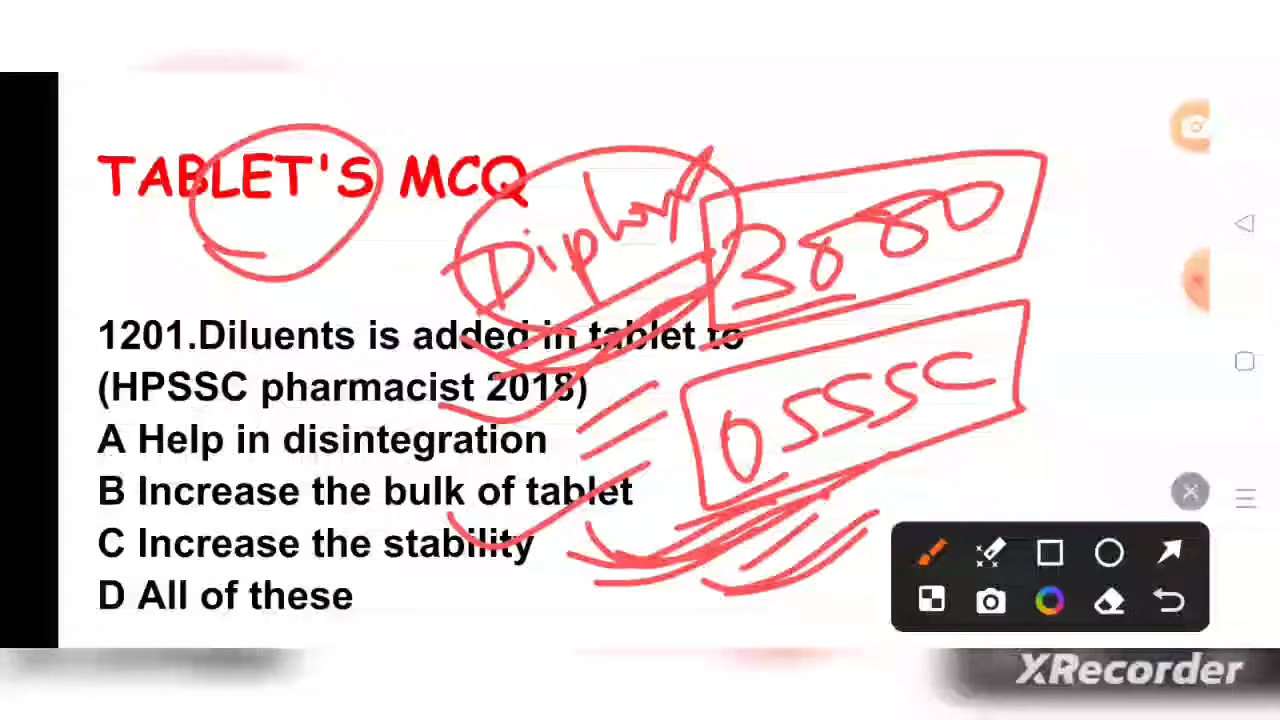 TABLET'S MCQ
Diploma
3880
1201.Diluents is added in tablet to
(HPSSC pharmacist 2018)
OSSSC
A Help in disintegration
B Increase the bulk of tablet
C Increase the stability
D All of these
XRecorder